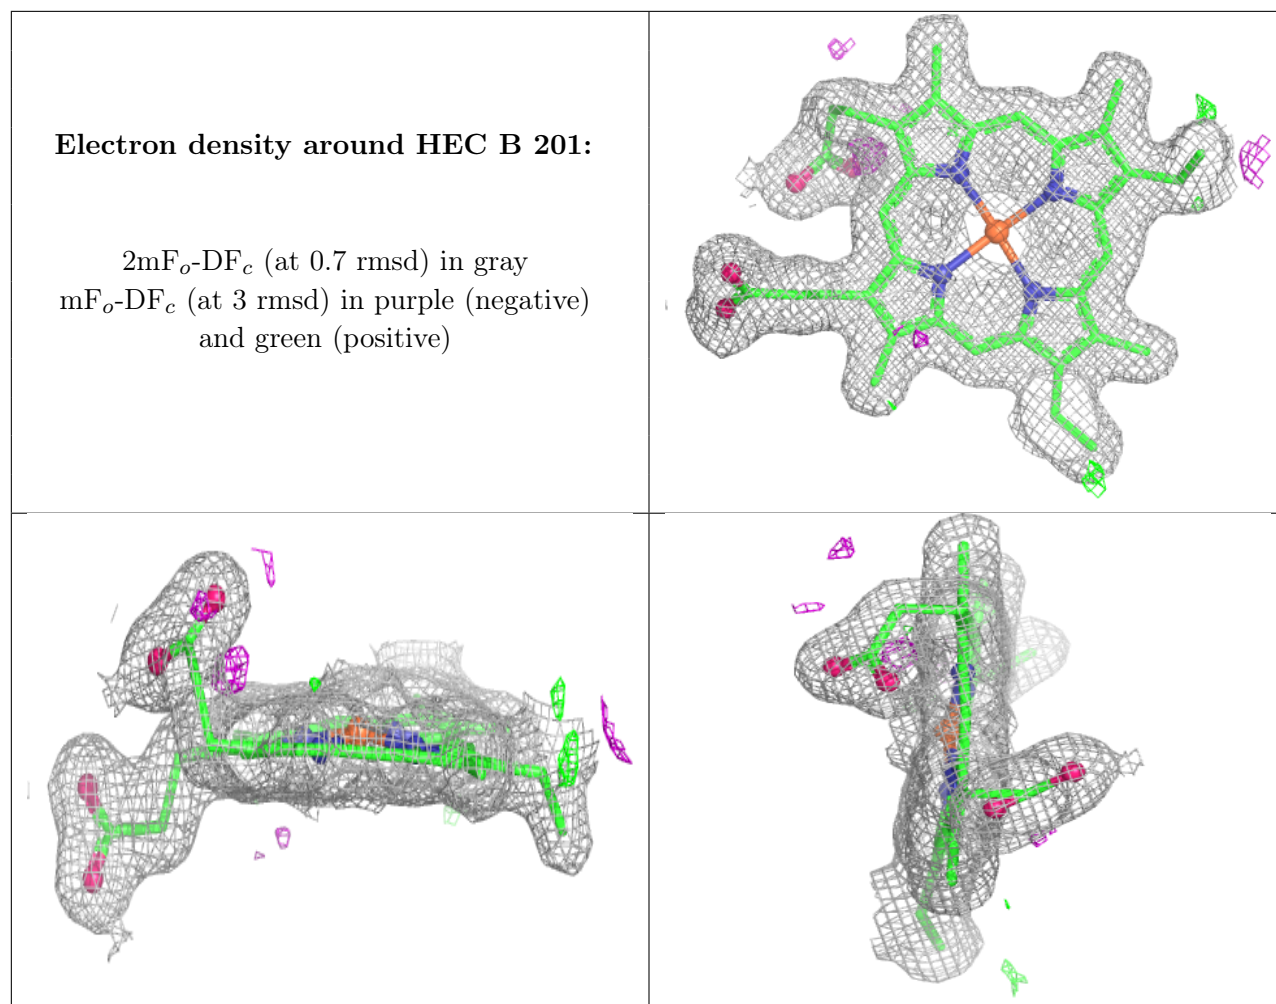 Electron density around HEC B 201:
2mFₒ-DF𝒸 (at 0.7 rmsd) in gray
mFₒ-DF𝒸 (at 3 rmsd) in purple (negative)
and green (positive)